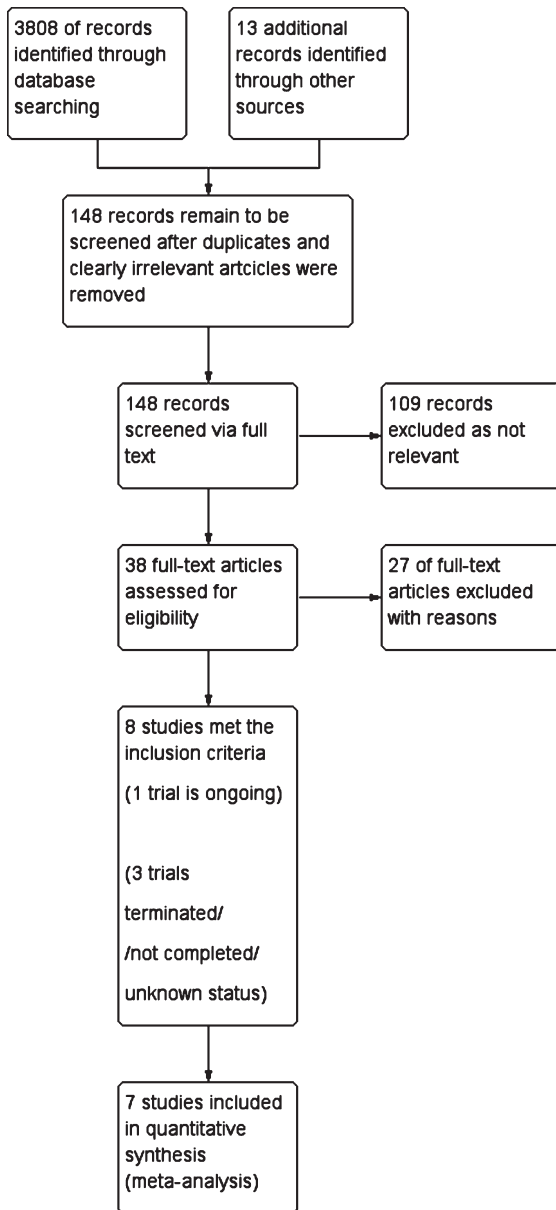 3808 of records
identified through
database
searching
13 additional
records identified
through other
sources
148 records remain to be
screened after duplicates and
clearly irrelevant artcicles were
removed
148 records
screened via full
text
109 records
excluded as not
relevant
38 full-text articles
assessed for
eligibility
27 of full-text
articles excluded
with reasons
8 studies met the
inclusion criteria
(1 trial is ongoing)
(3 trials
terminated/
/not completed/
unknown status)
7 studies included
in quantitative
synthesis
(meta-analysis)